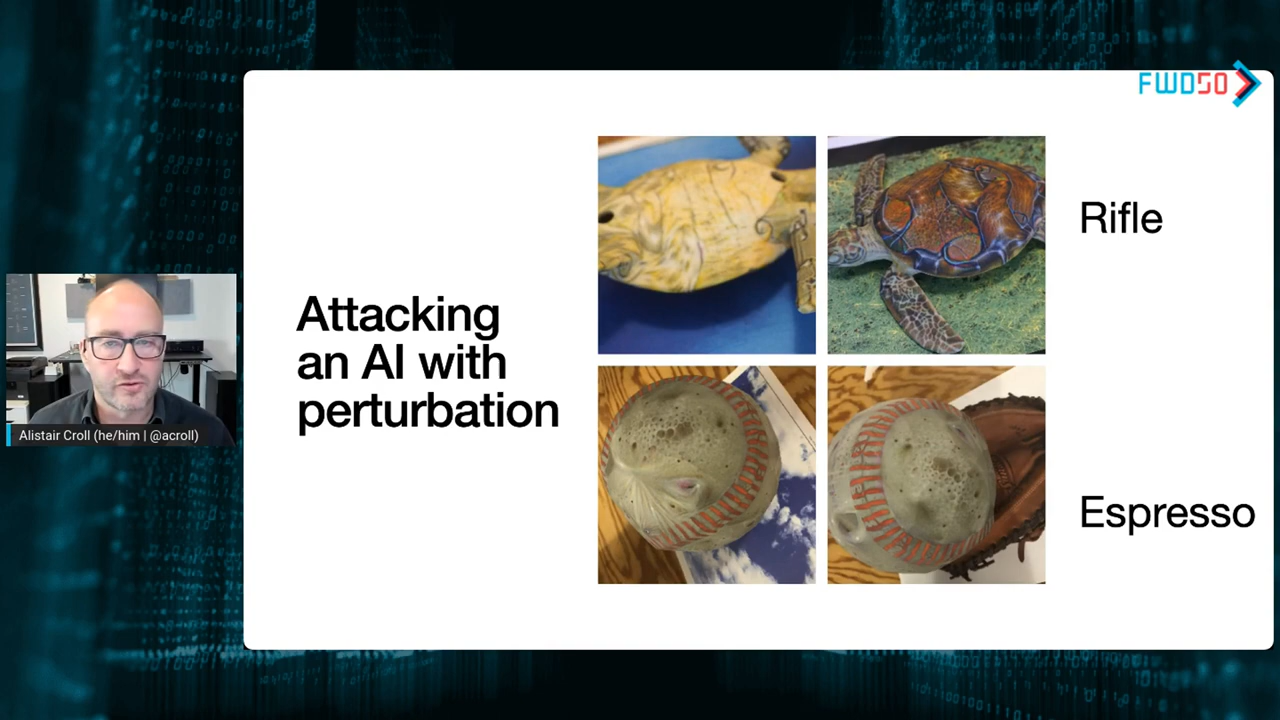 FWD50
Attacking
an AI with
perturbation
Rifle
Espresso
Alistair Croll (he/him | @acroll)